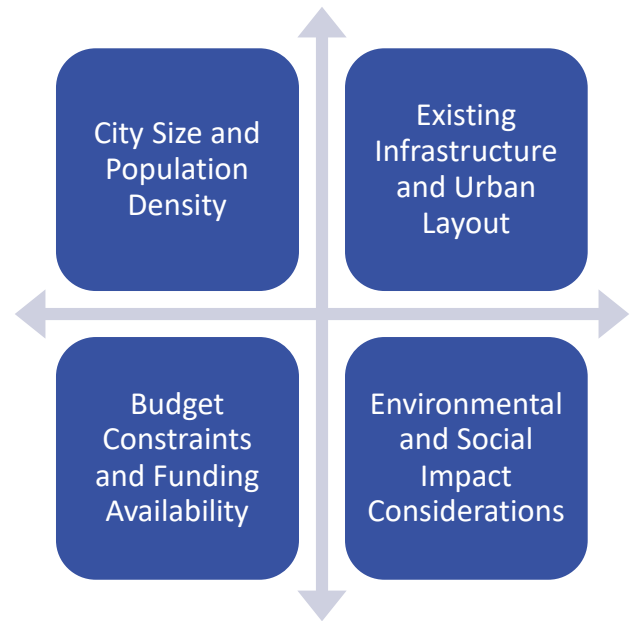 City Size and
Population
Density
Existing
Infrastructure
and Urban
Layout
Budget
Constraints
and Funding
Availability
Environmental
and Social
Impact
Considerations